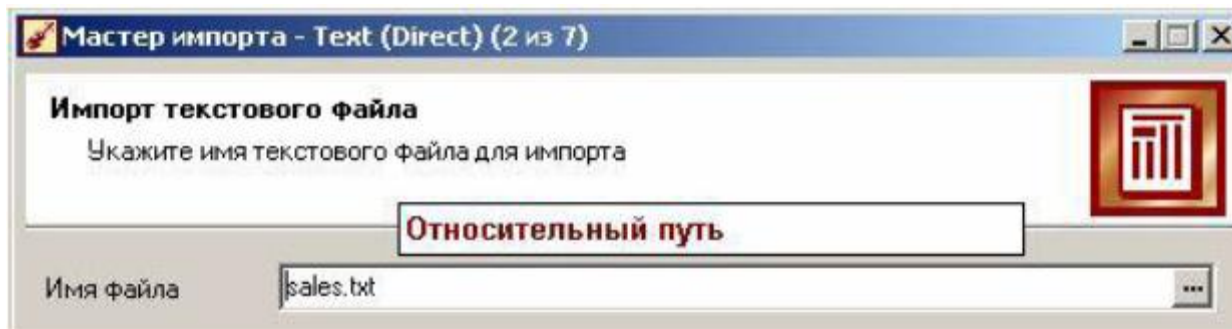 Мастер импорта - Text (Direct) (2 из 7)
Импорт текстового файла
Укажите имя текстового файла для импорта
Относительный путь
Имя файла sales.txt ...